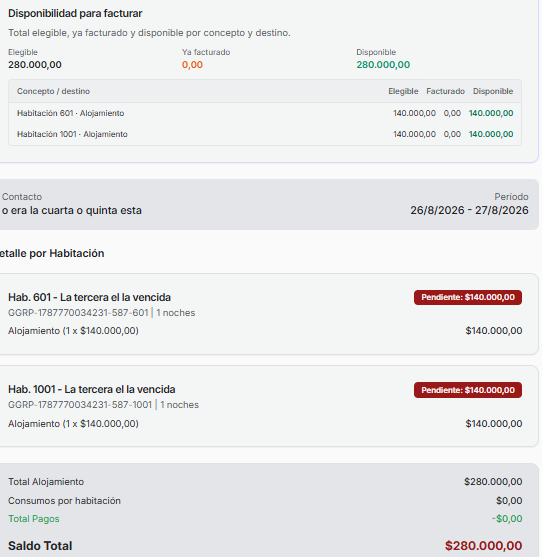 Disponibilidad para facturar
Total elegible, ya facturado y disponible por concepto y destino.
Elegible Ya facturado Disponible
280.000,00 0,00 280.000,00
Concepto / destino Elegible Facturado Disponible
Habitación 601 · Alojamiento 140.000,00 0,00 140.000,00
Habitación 1001 · Alojamiento 140.000,00 0,00 140.000,00
Contacto Período
o era la cuarta o quinta esta 26/8/2026 - 27/8/2026
etalle por Habitación
Hab. 601 - La tercera el la vencida Pendiente: $140.000,00
GGRP-1787770034231-587-601 | 1 noches
Alojamiento (1 x $140.000,00) $140.000,00
Hab. 1001 - La tercera el la vencida Pendiente: $140.000,00
GGRP-1787770034231-587-1001 | 1 noches
Alojamiento (1 x $140.000,00) $140.000,00
Total Alojamiento $280.000,00
Consumos por habitación $0,00
Total Pagos -$0,00
Saldo Total $280.000,00